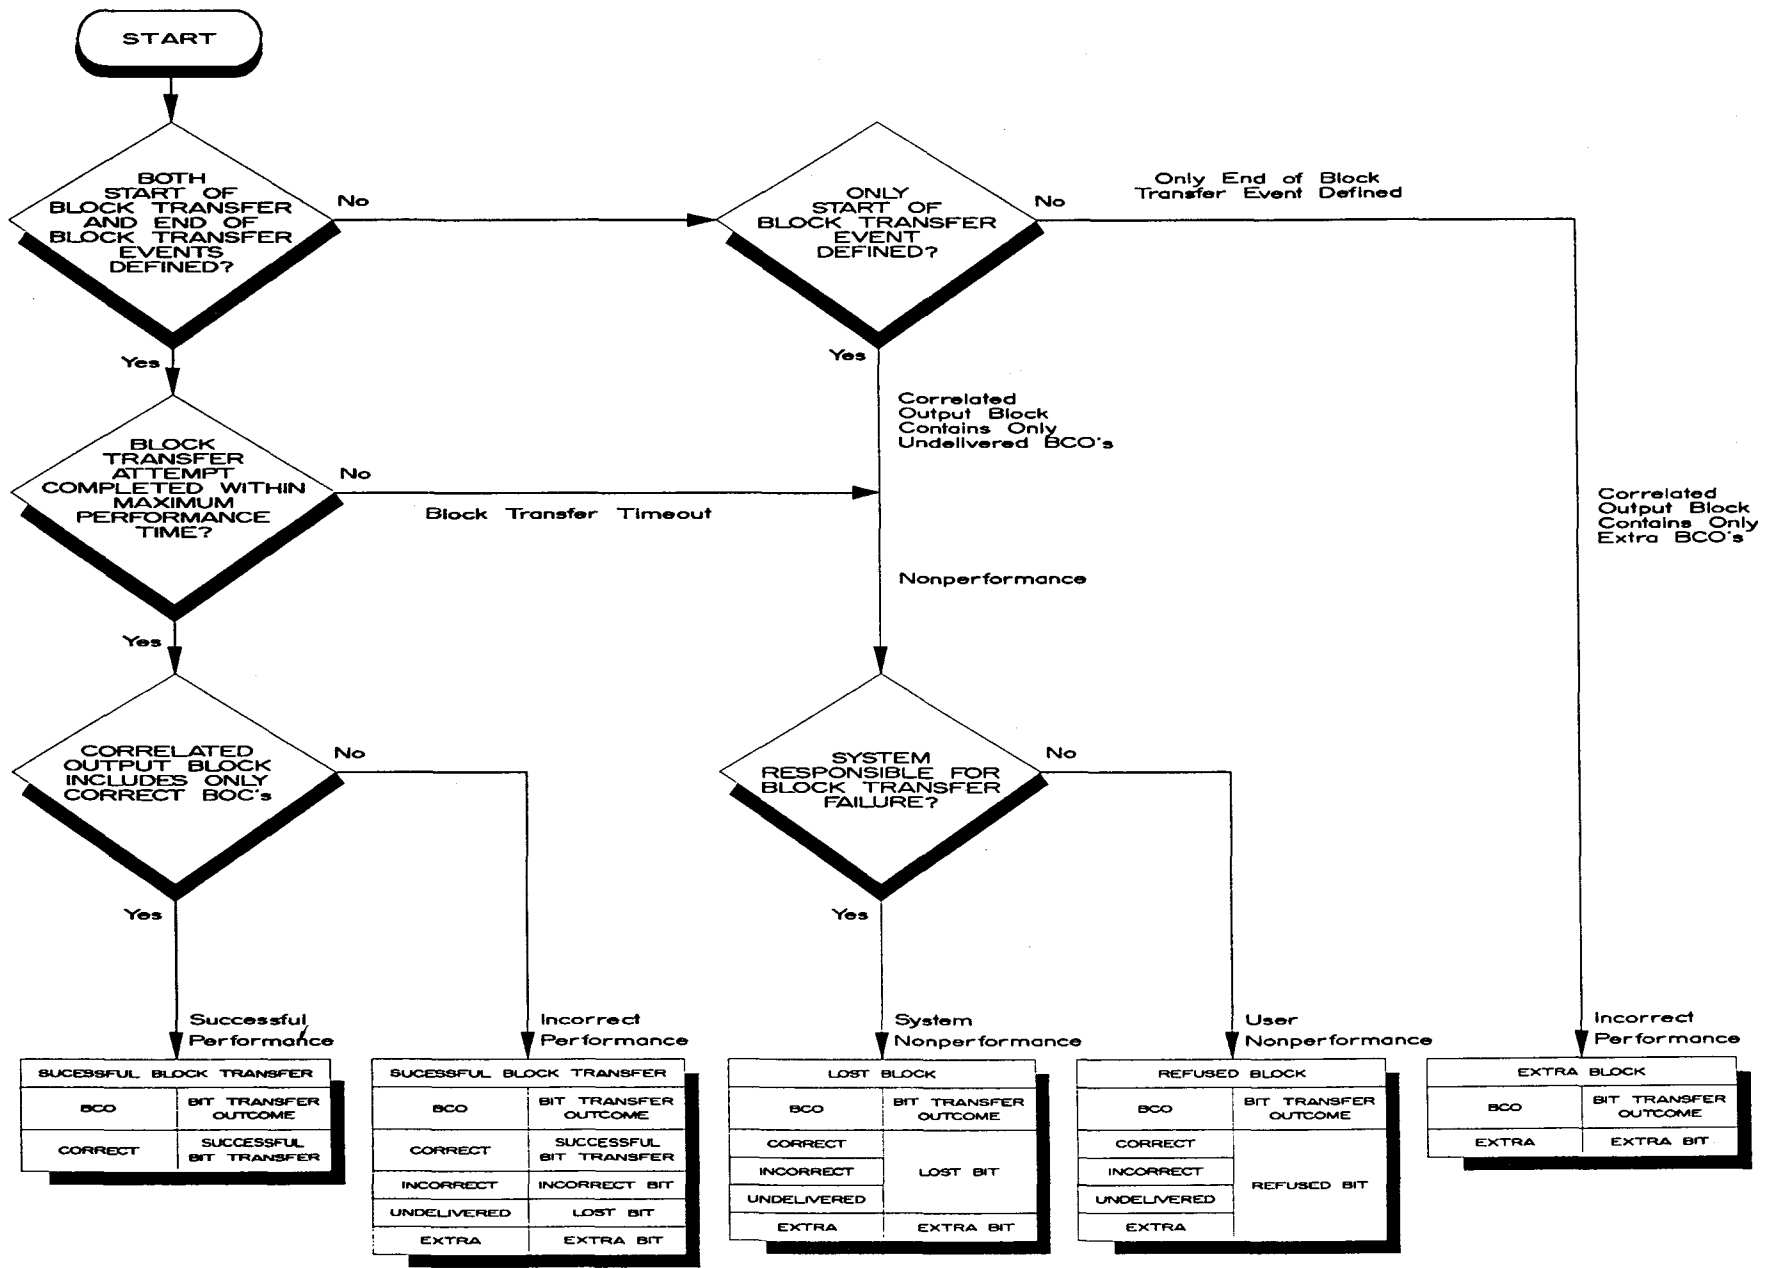 START
BOTH
START OF
BLOCK TRANSFER
AND END OF
BLOCK TRANSFER
EVENTS
DEFINED?
No
Yes
ONLY
START OF
BLOCK TRANSFER
EVENT
DEFINED?
No
Only End of Block
Transfer Event Defined
Yes
Correlated
Output Block
Contains Only
Undelivered BCO's
BLOCK
TRANSFER
ATTEMPT
COMPLETED WITHIN
MAXIMUM
PERFORMANCE
TIME?
No
Block Transfer Timeout
Yes
Correlated
Output Block
Contains Only
Extra BCO's
Nonperformance
CORRELATED
OUTPUT BLOCK
INCLUDES ONLY
CORRECT BOC's
No
Yes
SYSTEM
RESPONSIBLE FOR
BLOCK TRANSFER
FAILURE?
No
Yes
Successful
Performance
SUCESSFUL BLOCK TRANSFER
BCO
BIT TRANSFER
OUTCOME
CORRECT
SUCCESSFUL
BIT TRANSFER
Incorrect
Performance
SUCESSFUL BLOCK TRANSFER
BCO
BIT TRANSFER
OUTCOME
CORRECT
SUCCESSFUL
BIT TRANSFER
INCORRECT
INCORRECT BIT
UNDELIVERED
LOST BIT
EXTRA
EXTRA BIT
System
Nonperformance
LOST BLOCK
BCO
BIT TRANSFER
OUTCOME
CORRECT
INCORRECT
LOST BIT
UNDELIVERED
EXTRA
EXTRA BIT
User
Nonperformance
REFUSED BLOCK
BCO
BIT TRANSFER
OUTCOME
CORRECT
INCORRECT
REFUSED BIT
UNDELIVERED
EXTRA
Incorrect
Performance
EXTRA BLOCK
BCO
BIT TRANSFER
OUTCOME
EXTRA
EXTRA BIT